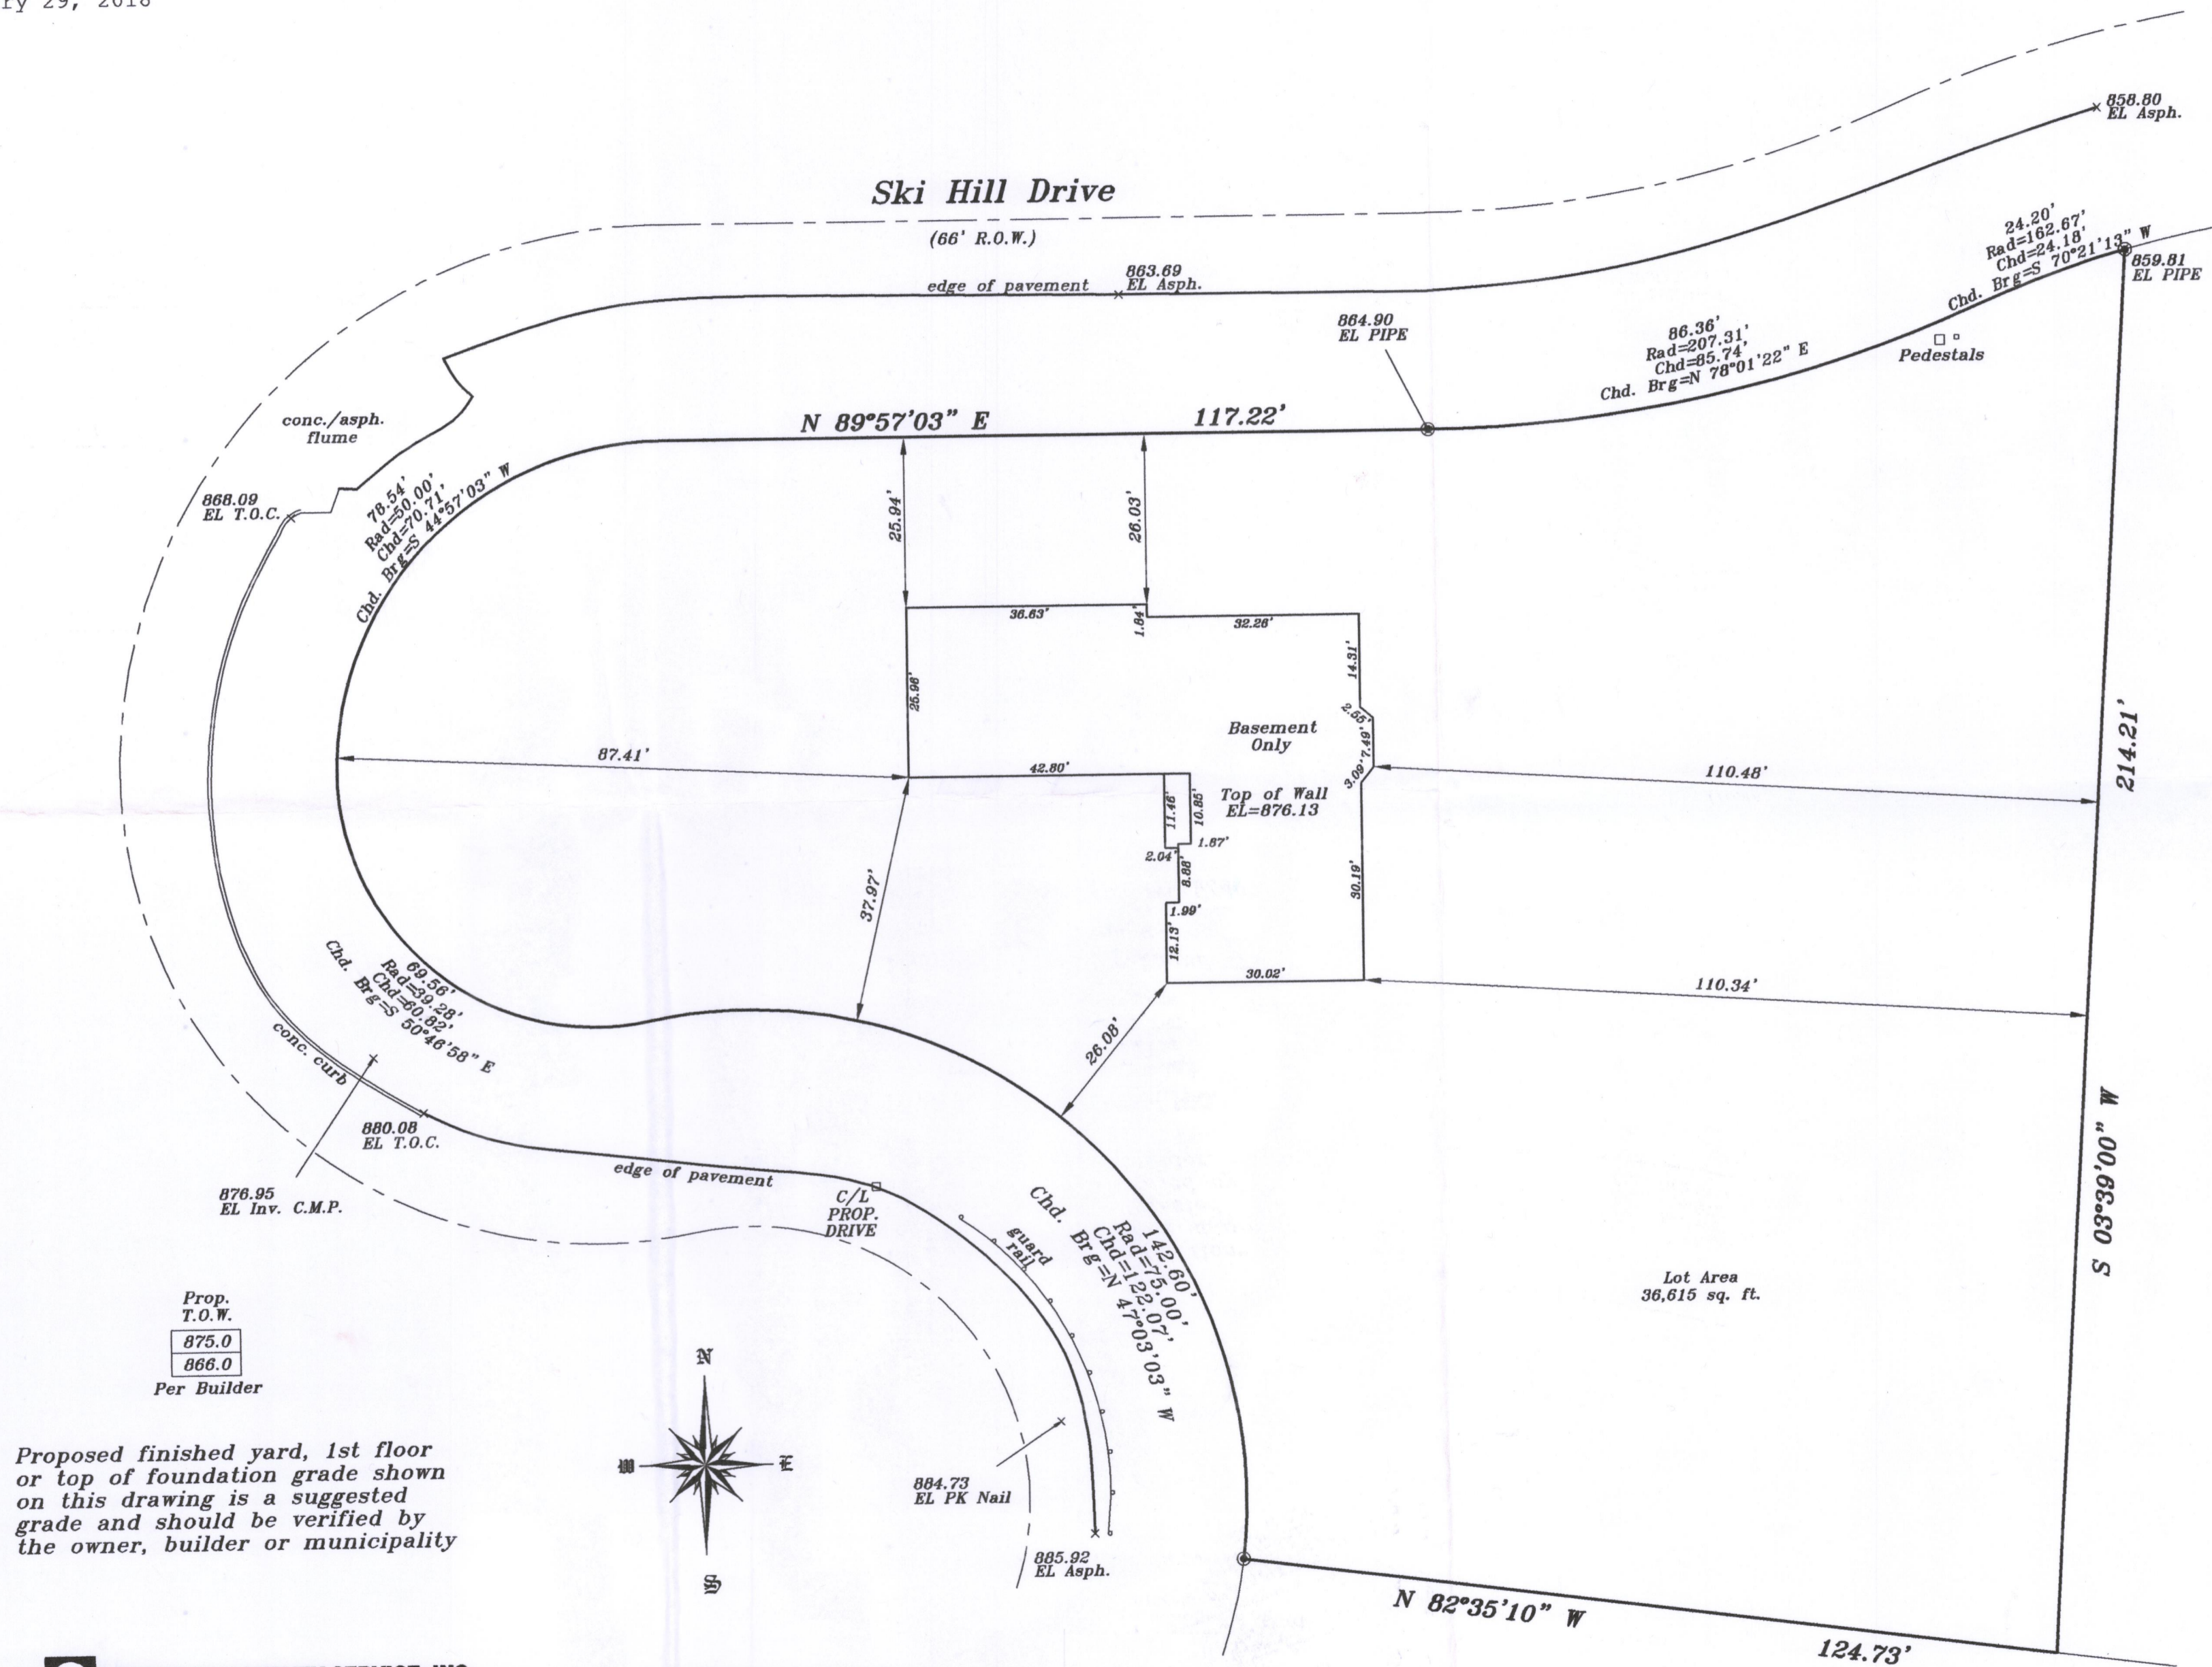 29, 2018
Ski Hill Drive
(66' R.O.W.)
858.80
EL Asph.
863.69
EL Asph.
edge of pavement
24.20'
Rad=162.67'
Chd=24.18'
Chd. Brg=S 70°21'13" W
859.81
EL PIPE
864.90
EL PIPE
86.36'
Rad=207.31'
Chd=85.74'
Chd. Brg=N 78°01'22" E
Pedestals
conc./asph.
flume
N 89°57'03" E
117.22'
868.09
EL T.O.C.
78.54'
Rad=50.00'
Chd=70.71'
Chd. Brg=S 44°57'03" W
25.94'
26.03'
36.63'
1.84'
32.26'
14.31'
25.96'
2.55'
7.49'
3.09'
Basement
Only
87.41'
42.80'
110.48'
214.21'
Top of Wall
EL=876.13
11.46'
10.85'
1.87'
2.04'
8.88'
1.99'
12.13'
30.19'
37.97'
30.02'
110.34'
26.08'
69.56'
Rad=39.28'
Chd=60.82'
Chd. Brg=S 50°46'58" E
conc. curb
880.08
EL T.O.C.
876.95
EL Inv. C.M.P.
edge of pavement
C/L
PROP.
DRIVE
guard
rail
142.60'
Rad=75.00'
Chd=122.07'
Chd. Brg=N 47°03'03" W
S 03°39'00" W
Lot Area
36,615 sq. ft.
Prop.
T.O.W.
875.0
866.0
Per Builder
N
W
E
S
884.73
EL PK Nail
885.92
EL Asph.
Proposed finished yard, 1st floor
or top of foundation grade shown
on this drawing is a suggested
grade and should be verified by
the owner, builder or municipality
N 82°35'10" W
124.73'